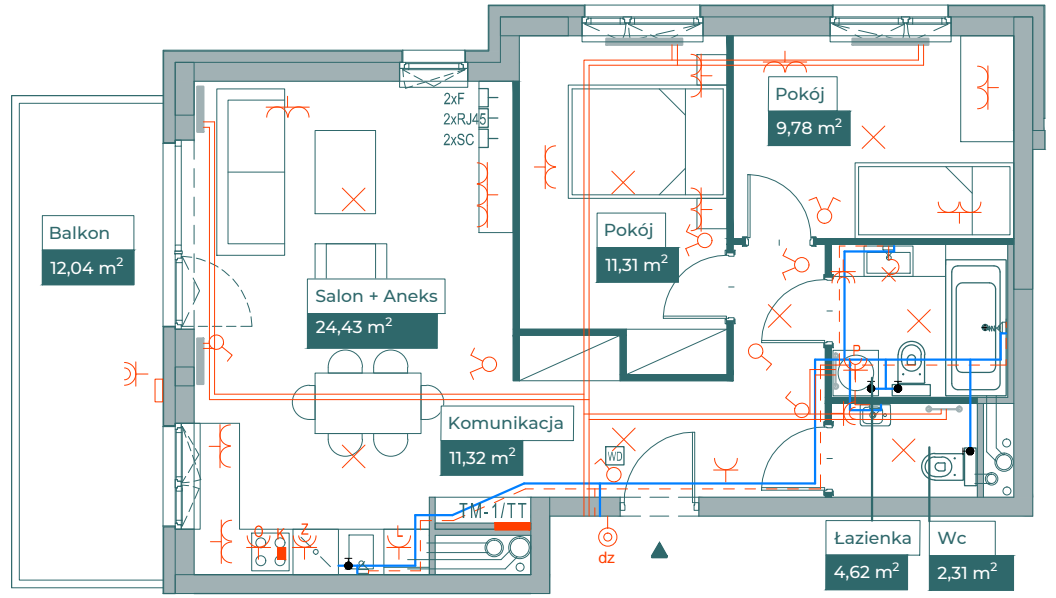 2xF
2xRJ45
2xSC
Pokój
9,78 m²
Balkon
12,04 m²
Pokój
11,31 m²
Salon + Aneks
24,43 m²
P
Komunikacja
11,32 m²
WD
TM-1/TT
O
K
Z
L
dz
Łazienka
4,62 m²
Wc
2,31 m²